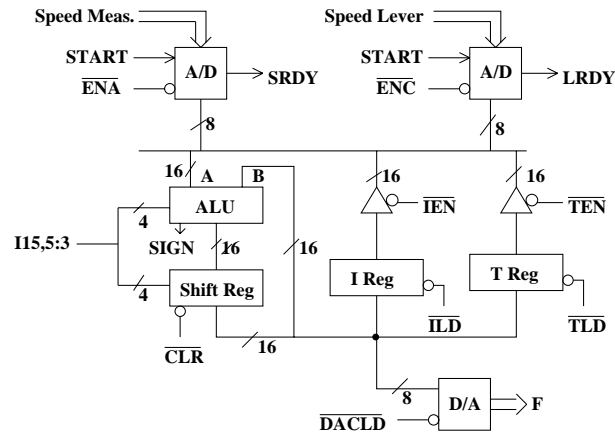 Speed Meas.
Speed Lever
START
A/D
SRDY
ENA
START
A/D
LRDY
ENC
8
8
16
A
B
16
16
ALU
IEN
TEN
4
I15,5:3
SIGN
16
16
4
Shift Reg
I Reg
T Reg
CLR
16
ILD
TLD
8
D/A
F
DACLD